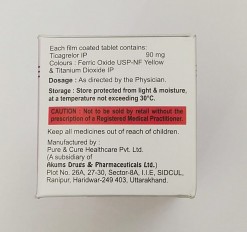 Each film coated tablet contains:
Ticagrelor IP 90 mg
Colours : Ferric Oxide USP-NF Yellow
& Titanium Dioxide IP
Dosage : As directed by the Physician.
Storage : Store protected from light & moisture,
at a temperature not exceeding 30°C.
CAUTION : Not to be sold by retail without the
prescription of a Registered Medical Practitioner.
Keep all medicines out of reach of children.
Manufactured by :
Pure & Cure Healthcare Pvt. Ltd.
(A subsidiary of
Akums Drugs & Pharmaceuticals Ltd.)
Plot No. 26A, 27-30, Sector-8A, I.I.E, SIDCUL,
Ranipur, Haridwar-249 403, Uttarakhand.